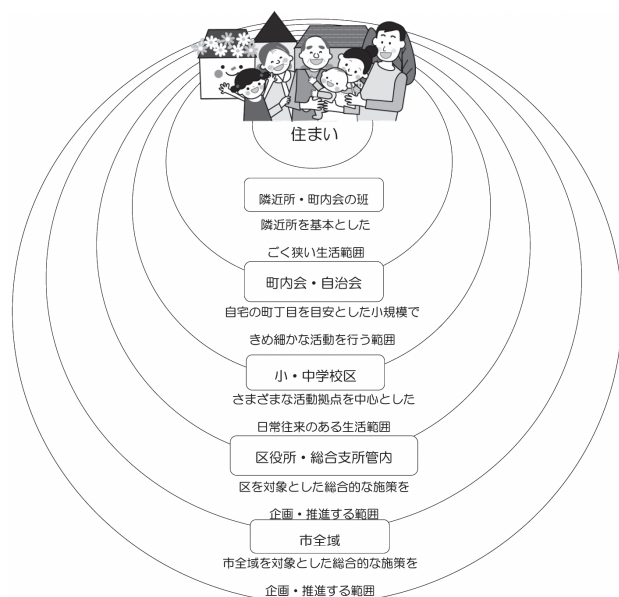 住まい
隣近所・町内会の班
隣近所を基本とした
ごく狭い生活範囲
町内会・自治会
自宅の町丁目を目安とした小規模で
きめ細かな活動を行う範囲
小・中学校区
さまざまな活動拠点を中心とした
日常往来のある生活範囲
区役所・総合支所管内
区を対象とした総合的な施策を
企画・推進する範囲
市全域
市全域を対象とした総合的な施策を
企画・推進する範囲